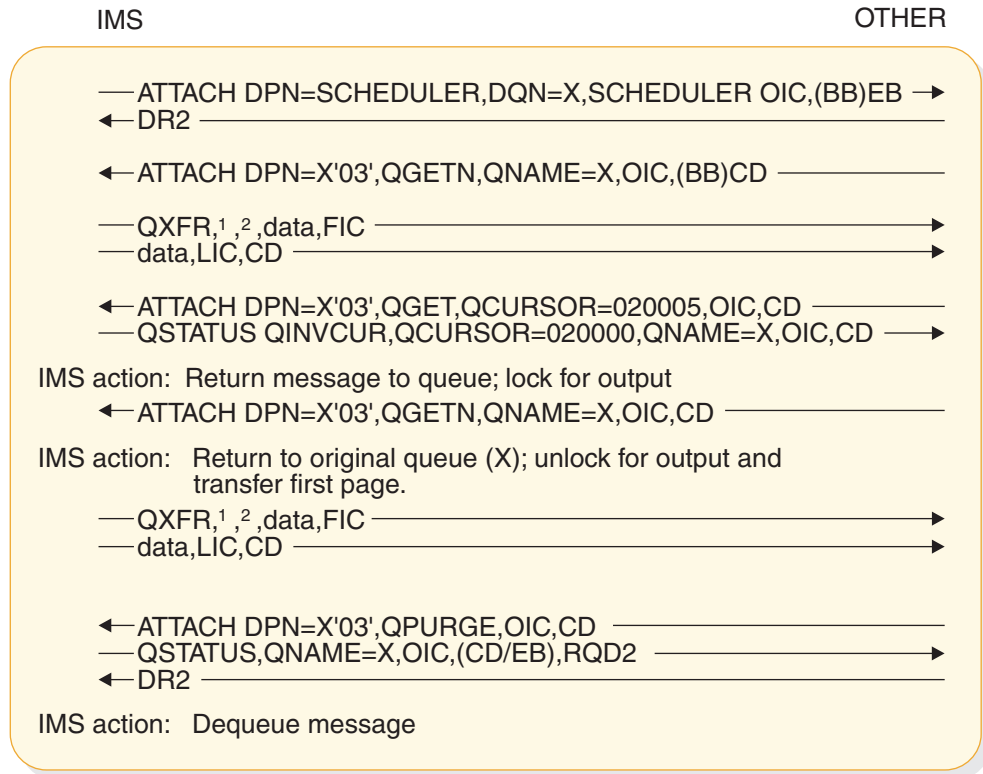 IMS OTHER
ATTACH DPN=SCHEDULER,DQN=X,SCHEDULER OIC,(BB)EB
DR2
ATTACH DPN=X'03',QGETN,QNAME=X,OIC,(BB)CD
QXFR,¹ ,² ,data,FIC
data,LIC,CD
ATTACH DPN=X'03',QGET,QCURSOR=020005,OIC,CD
QSTATUS QINVCUR,QCURSOR=020000,QNAME=X,OIC,CD
IMS action: Return message to queue; lock for output
ATTACH DPN=X'03',QGETN,QNAME=X,OIC,CD
IMS action: Return to original queue (X); unlock for output and
transfer first page.
QXFR,¹ ,² ,data,FIC
data,LIC,CD
ATTACH DPN=X'03',QPURGE,OIC,CD
QSTATUS,QNAME=X,OIC,(CD/EB),RQD2
DR2
IMS action: Dequeue message